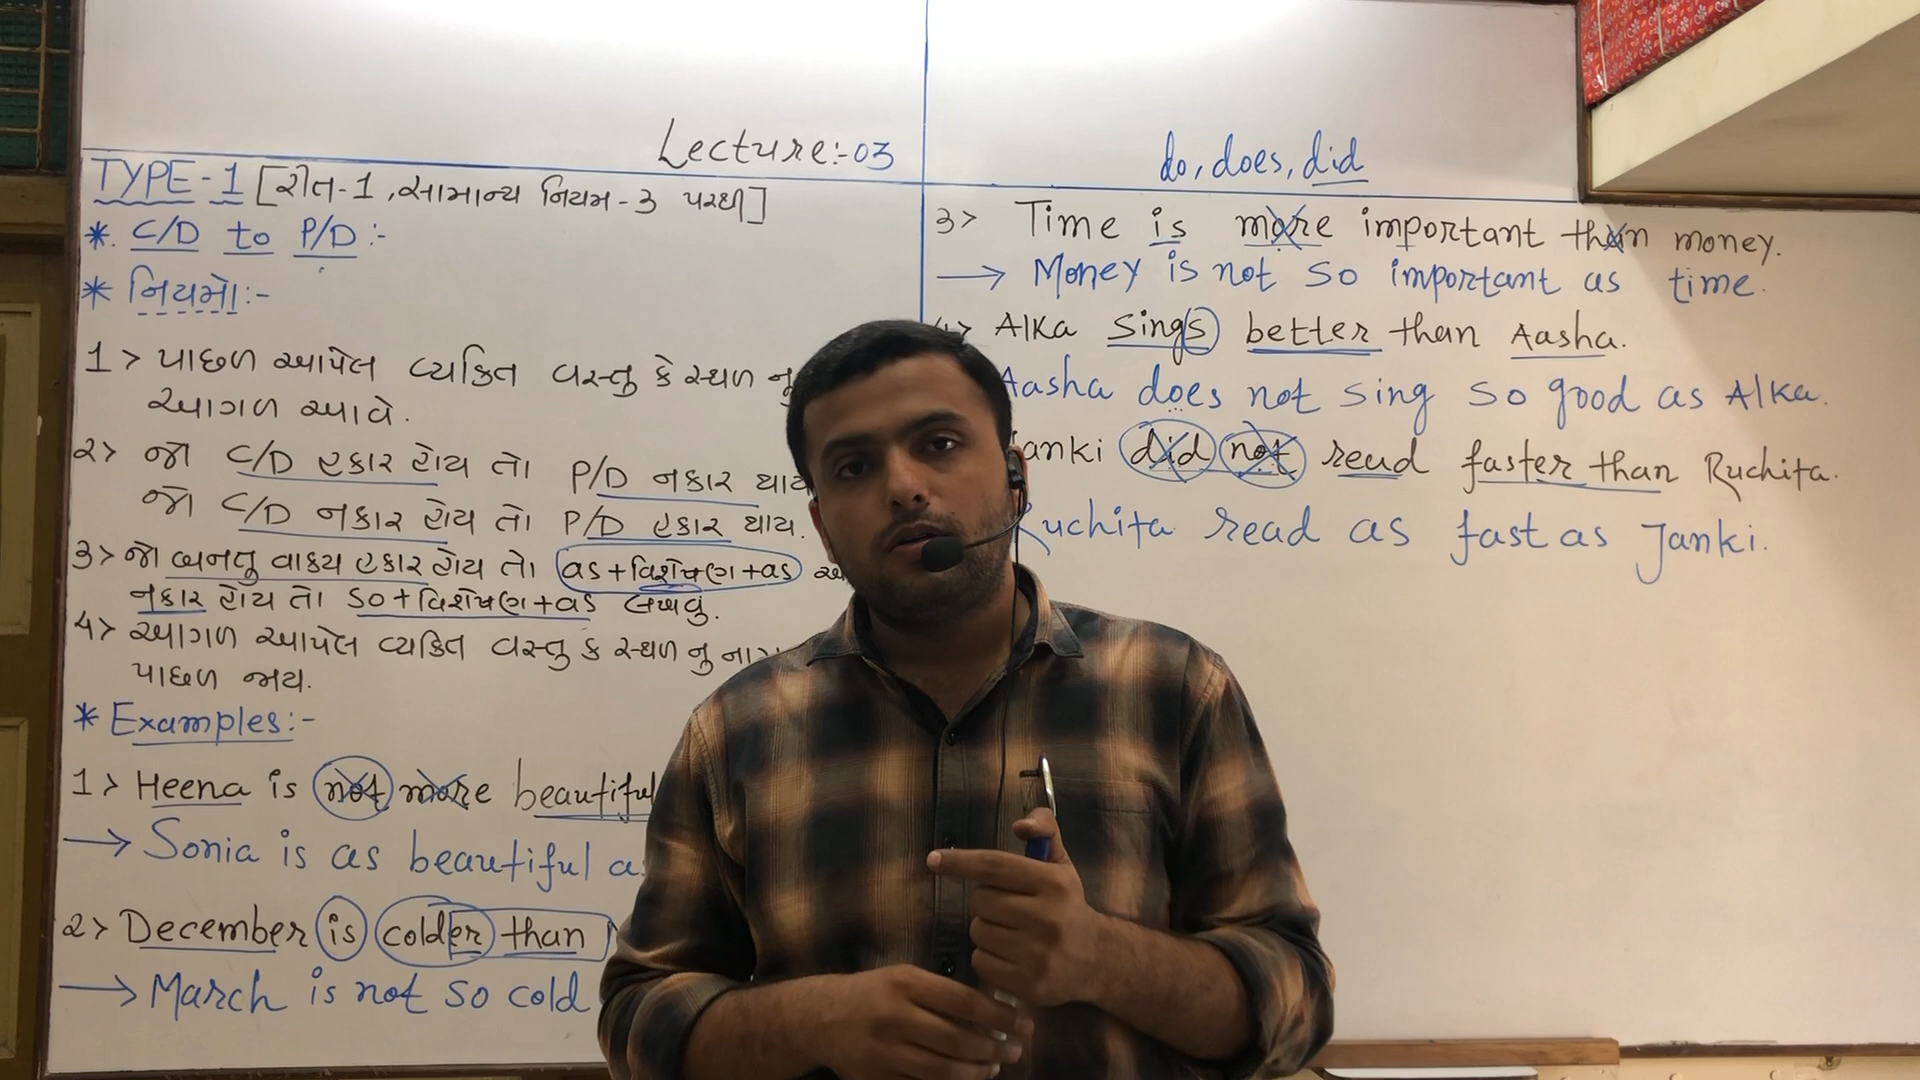 Lecture:-03
TYPE-1 [રીત-1, સામાન્ય નિયમ-3 પરથી]
*. C/D to P/D:-
* નિયમો:-
1> પાછળ આપેલ વ્યકિત વસ્તુ કે સ્થળ નુ
આગળ આવે.
2> જો C/D હકાર હોય તો P/D નકાર થાય
જો C/D નકાર હોય તો P/D હકાર થાય.
3> જો બનતુ વાકય હકાર હોય તો as+વિશેષણ+as
નકાર હોય તો so+વિશેષણ+as લખવું.
4> આગળ આપેલ વ્યકિત વસ્તુ કે સ્થળ નુ
પાછળ જાય.
* Examples:-
1> Heena is not more beautiful
→ Sonia is as beautiful
2> December is colder than
→ March is not so cold
do, does, did
3> Time is more important than money.
→ Money is not so important as time.
Alka sings better than Aasha.
Aasha does not sing so good as Alka.
Janki did not read faster than Ruchita.
Ruchita read as fast as Janki.